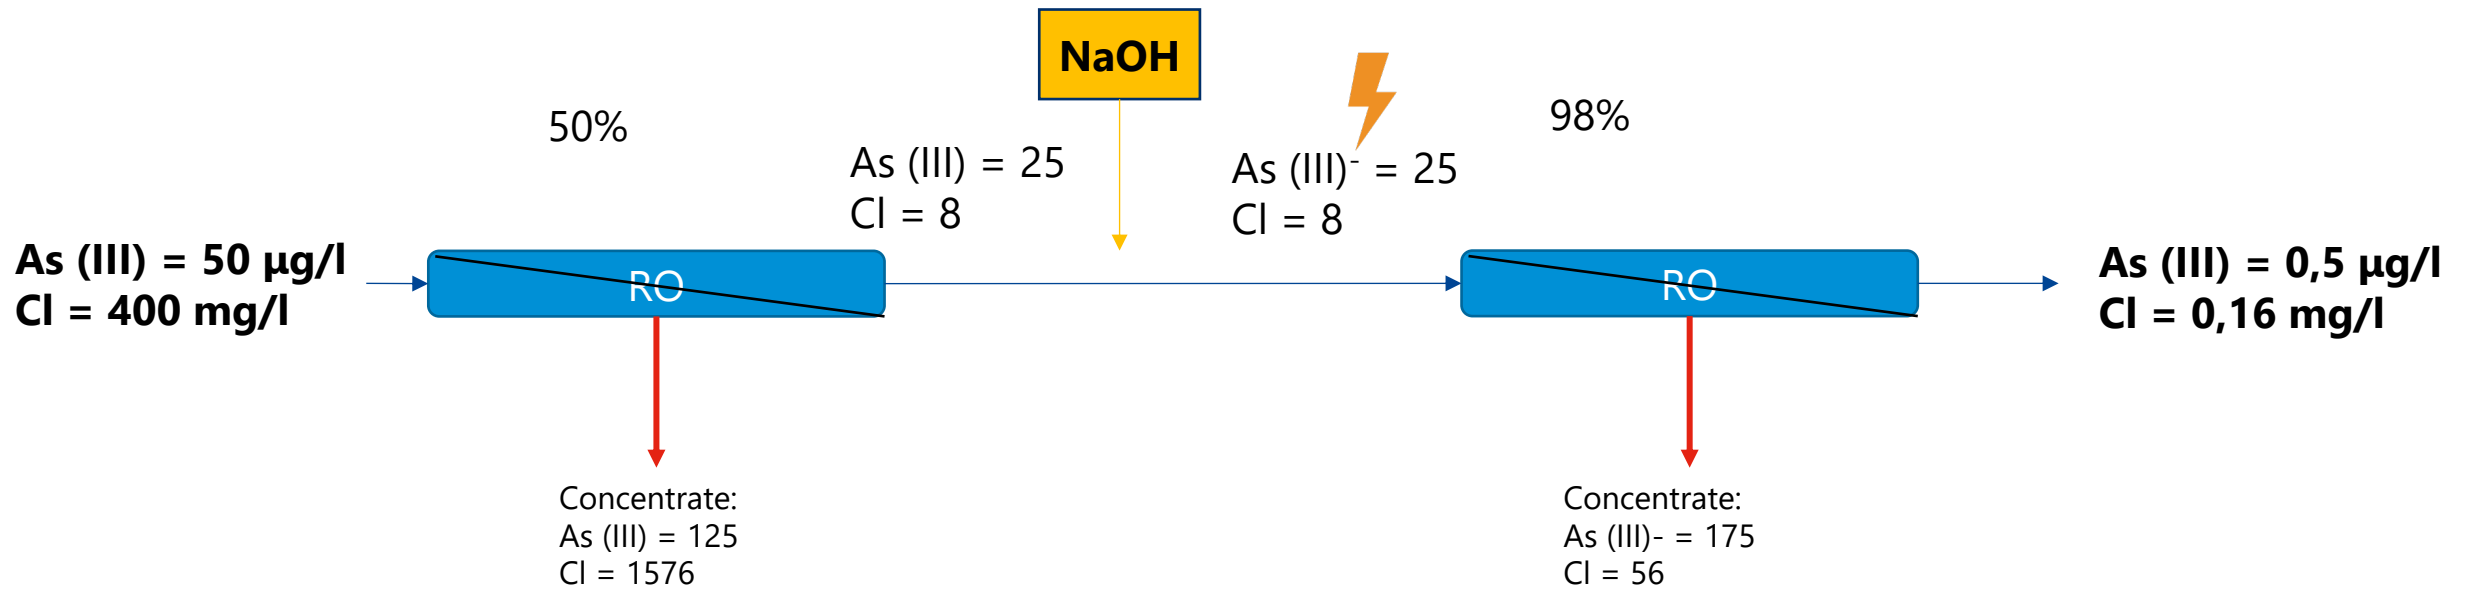 NaOH
50%
98%
As (III) = 25
Cl = 8
As (III)⁻ = 25
Cl = 8
As (III) = 50 µg/l
Cl = 400 mg/l
RO
RO
As (III) = 0,5 µg/l
Cl = 0,16 mg/l
Concentrate:
As (III) = 125
Cl = 1576
Concentrate:
As (III)- = 175
Cl = 56